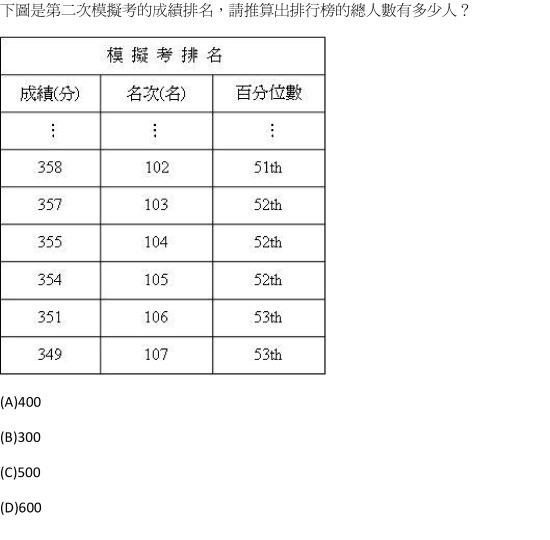 下圖是第二次模擬考的成績排名，請推算出排行榜的總人數有多少人？
模擬考排名
成績(分) 名次(名) 百分位數
⋮ ⋮ ⋮
358 102 51th
357 103 52th
355 104 52th
354 105 52th
351 106 53th
349 107 53th
(A)400
(B)300
(C)500
(D)600